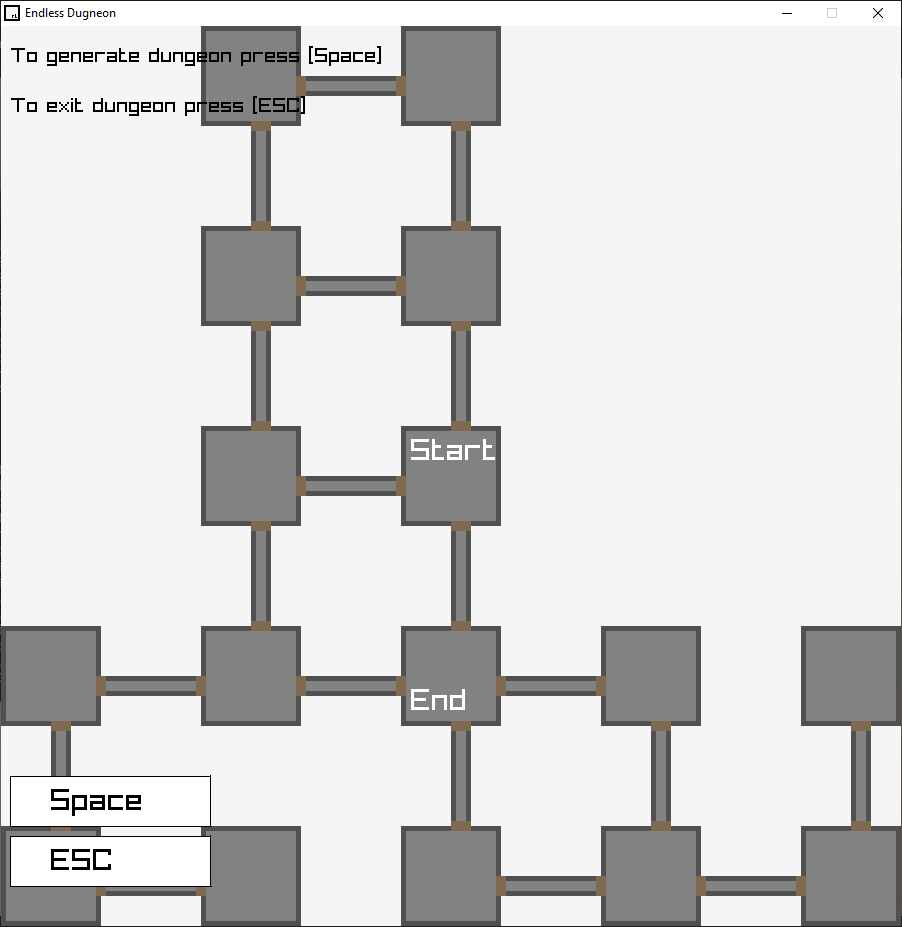 Endless Dugneon
To generate dungeon press [Space]
To exit dungeon press [ESC]
Start
End
Space
ESC